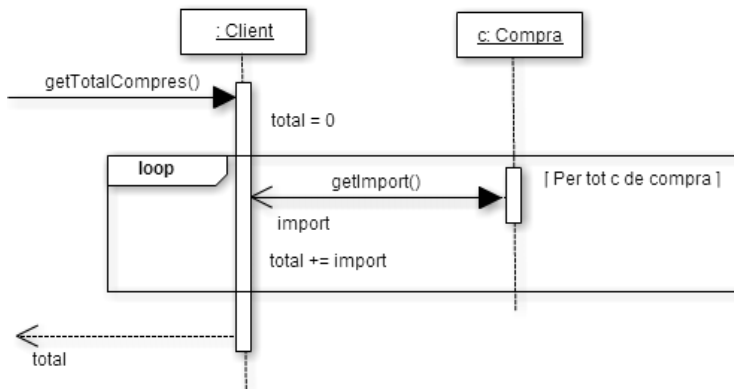 : Client
c: Compra
getTotalCompres()
total = 0
loop
getImport()
[ Per tot c de compra ]
import
total += import
total